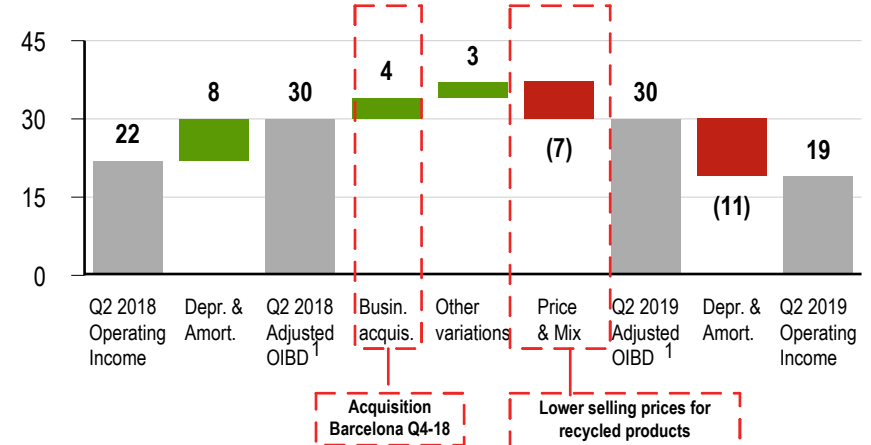 45
30
15
0
22
8
30
4
3
(7)
30
(11)
19
Q2 2018
Operating
Income
Depr. &
Amort.
Q2 2018
Adjusted
OIBD 1
Busin.
acquis.
Other
variations
Price
& Mix
Q2 2019
Adjusted
OIBD 1
Depr. &
Amort.
Q2 2019
Operating
Income
Acquisition
Barcelona Q4-18
Lower selling prices for
recycled products